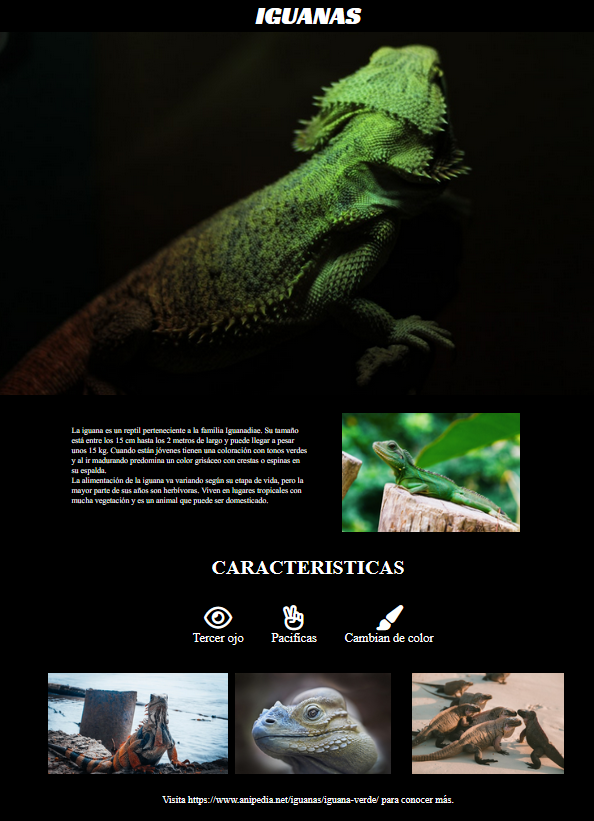 IGUANAS
La iguana es un reptil perteneciente a la familia Iguanadiae. Su tamaño
está entre los 15 cm hasta los 2 metros de largo y puede llegar a pesar
unos 15 kg. Cuando están jóvenes tienen una coloración con tonos verdes
y al ir madurando predomina un color grisáceo con crestas o espinas en
su espalda.
La alimentación de la iguana va variando según su etapa de vida, pero la
mayor parte de sus años son herbívoras. Viven en lugares tropicales con
mucha vegetación y es un animal que puede ser domesticado.
CARACTERISTICAS
Tercer ojo Pacificas Cambian de color
Visita https://www.anipedia.net/iguanas/iguana-verde/ para conocer más.